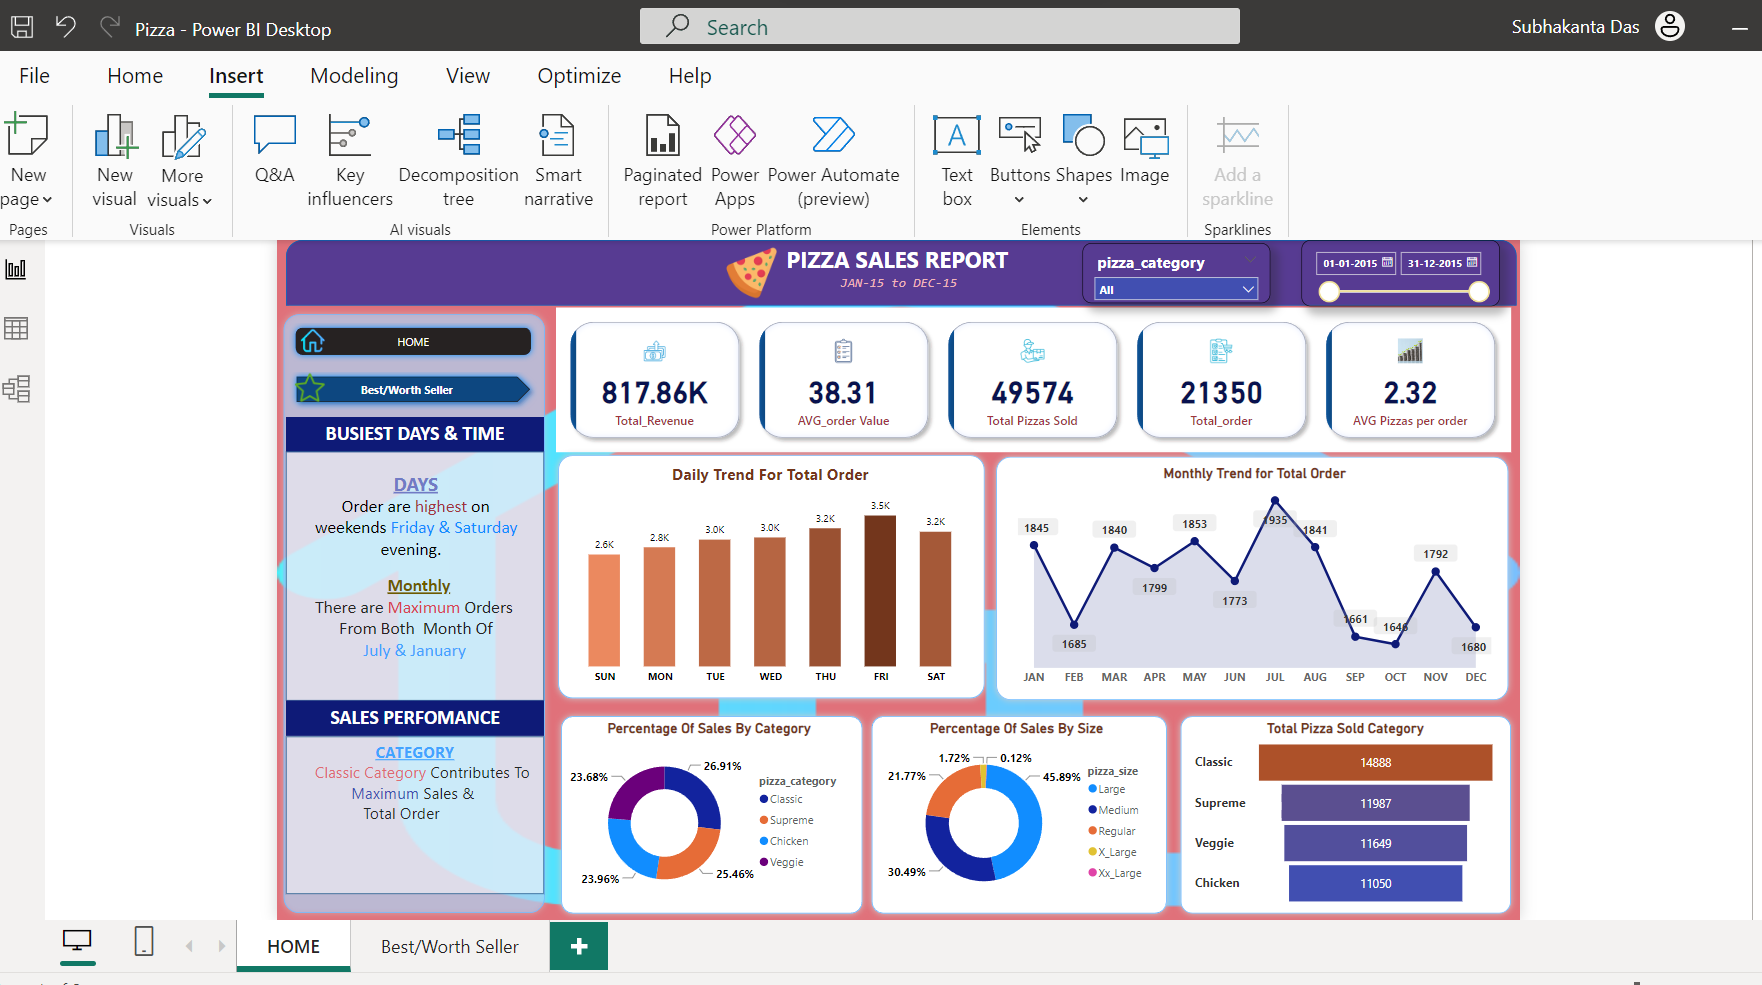 Pizza - Power BI Desktop
Search
Subhakanta Das
File Home Insert Modeling View Optimize Help
New page
New visual
More visuals
Q&A
Key influencers
Decomposition tree
Smart narrative
Paginated report
Power Apps
Power Automate (preview)
Text box
Buttons
Shapes
Image
Add a sparkline
Pages Visuals AI visuals Power Platform Elements Sparklines
PIZZA SALES REPORT
JAN-15 to DEC-15
pizza_category
All
01-01-2015 31-12-2015
HOME
Best/Worth Seller
BUSIEST DAYS & TIME
DAYS
Order are highest on
weekends Friday & Saturday
evening.
Monthly
There are Maximum Orders
From Both Month Of
July & January
SALES PERFOMANCE
CATEGORY
Classic Category Contributes To
Maximum Sales &
Total Order
817.86K
Total_Revenue
38.31
AVG_order Value
49574
Total Pizzas Sold
21350
Total_order
2.32
AVG Pizzas per order
Daily Trend For Total Order
2.6K 2.8K 3.0K 3.0K 3.2K 3.5K 3.2K
SUN MON TUE WED THU FRI SAT
Monthly Trend for Total Order
1845 1685 1840 1799 1853 1773 1935 1841 1661 1646 1792 1680
JAN FEB MAR APR MAY JUN JUL AUG SEP OCT NOV DEC
Percentage Of Sales By Category
23.68% 26.91%
23.96% 25.46%
pizza_category
Classic
Supreme
Chicken
Veggie
Percentage Of Sales By Size
1.72% 0.12%
21.77% 45.89%
30.49%
pizza_size
Large
Medium
Regular
X_Large
Xx_Large
Total Pizza Sold Category
Classic 14888
Supreme 11987
Veggie 11649
Chicken 11050
HOME Best/Worth Seller